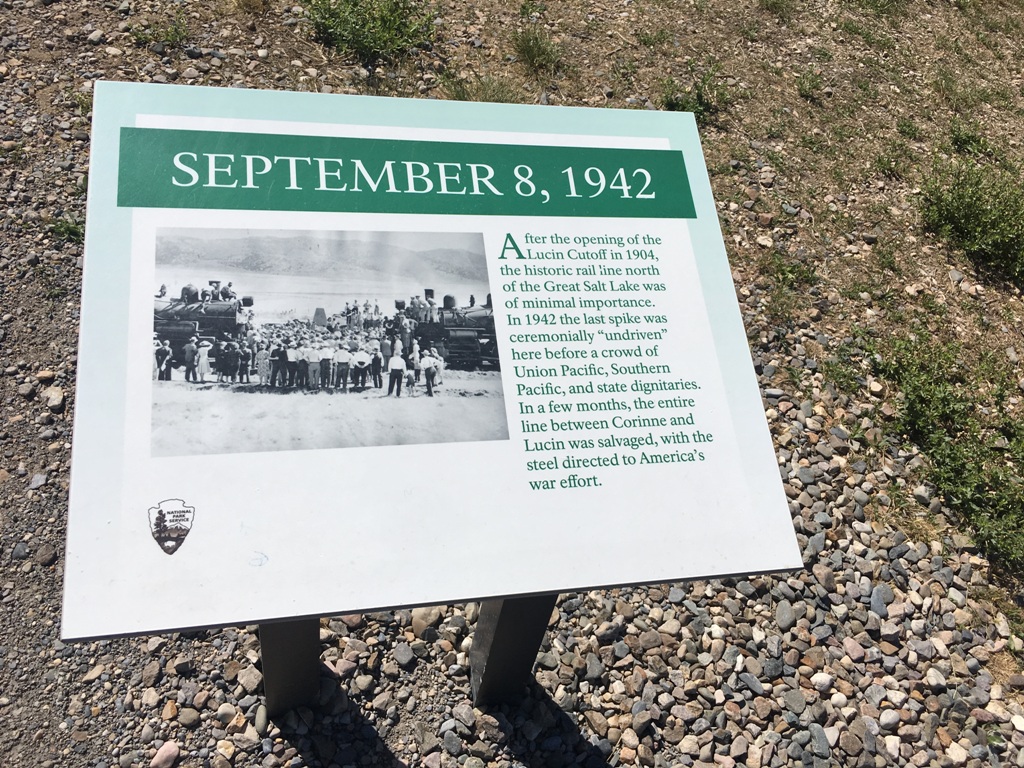 SEPTEMBER 8, 1942
After the opening of the
Lucin Cutoff in 1904,
the historic rail line north
of the Great Salt Lake was
of minimal importance.
In 1942 the last spike was
ceremonially “undriven”
here before a crowd of
Union Pacific, Southern
Pacific, and state dignitaries.
In a few months, the entire
line between Corinne and
Lucin was salvaged, with the
steel directed to America’s
war effort.
NATIONAL
PARK
SERVICE